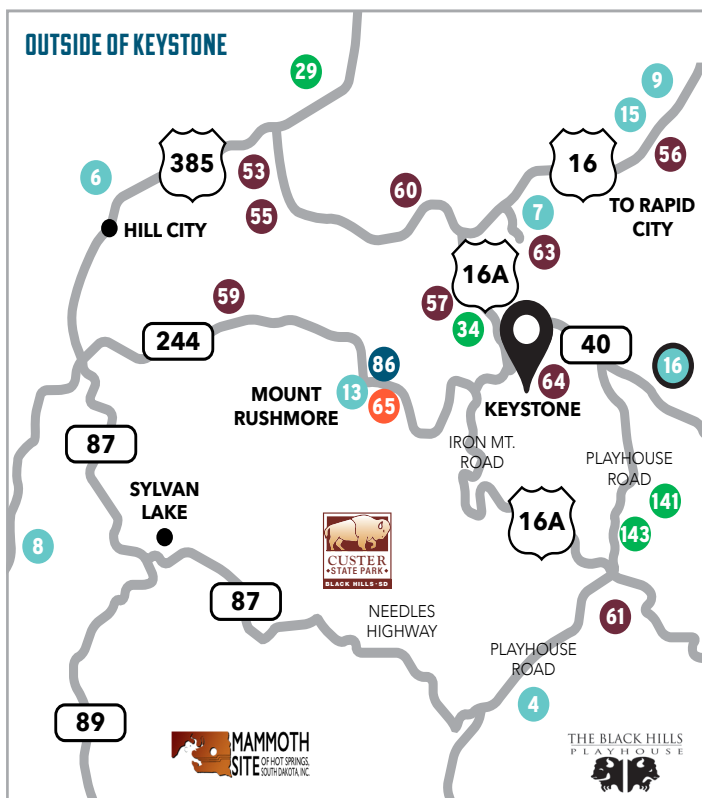 OUTSIDE OF KEYSTONE
29
9
15
385
16
56
53
6
60
55
7
TO RAPID
CITY
HILL CITY
63
16A
57
59
34
244
40
86
16
13
64
MOUNT
RUSHMORE
65
KEYSTONE
87
IRON MT.
ROAD
PLAYHOUSE
ROAD
SYLVAN
LAKE
141
16A
143
8
CUSTER
STATE PARK
BLACK HILLS·SD
87
NEEDLES
HIGHWAY
61
PLAYHOUSE
ROAD
4
89
MAMMOTH
SITE OF HOT SPRINGS,
SOUTH DAKOTA, INC.
THE BLACK HILLS
PLAYHOUSE